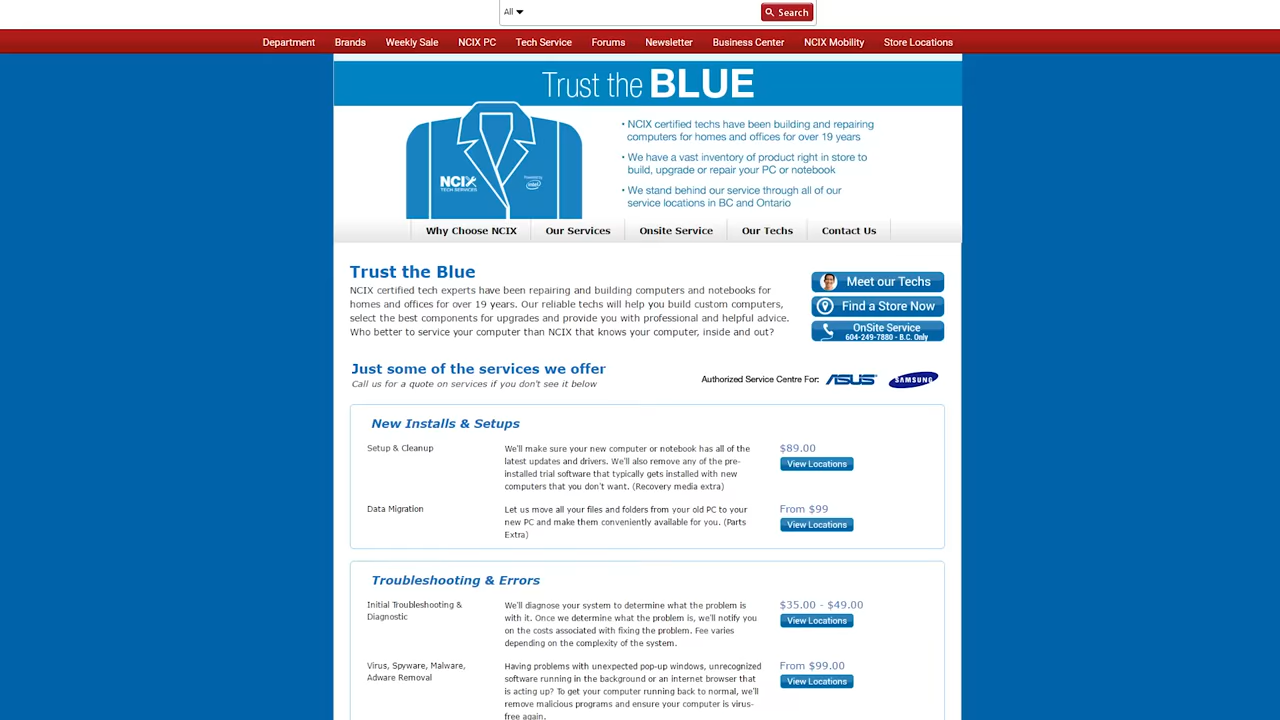 All
Search
Department Brands Weekly Sale NCIX PC Tech Service Forums Newsletter Business Center NCIX Mobility Store Locations
Trust the BLUE
• NCIX certified techs have been building and repairing
computers for homes and offices for over 19 years
• We have a vast inventory of product right in store to
build, upgrade or repair your PC or notebook
• We stand behind our service through all of our
service locations in BC and Ontario
NCIX
TECH SERVICES
Powered by
intel
Why Choose NCIX Our Services Onsite Service Our Techs Contact Us
Trust the Blue
NCIX certified tech experts have been repairing and building computers and notebooks for
homes and offices for over 19 years. Our reliable techs will help you build custom computers,
select the best components for upgrades and provide you with professional and helpful advice.
Who better to service your computer than NCIX that knows your computer, inside and out?
Meet our Techs
Find a Store Now
OnSite Service
604-249-7880 - B.C. Only
Just some of the services we offer
Call us for a quote on services if you don't see it below
Authorized Service Centre For: ASUS SAMSUNG
New Installs & Setups
Setup & Cleanup
We'll make sure your new computer or notebook has all of the
latest updates and drivers. We'll also remove any of the pre-
installed trial software that typically gets installed with new
computers that you don't want. (Recovery media extra)
$89.00
View Locations
Data Migration
Let us move all your files and folders from your old PC to your
new PC and make them conveniently available for you. (Parts
Extra)
From $99
View Locations
Troubleshooting & Errors
Initial Troubleshooting &
Diagnostic
We'll diagnose your system to determine what the problem is
with it. Once we determine what the problem is, we'll notify you
on the costs associated with fixing the problem. Fee varies
depending on the complexity of the system.
$35.00 - $49.00
View Locations
Virus, Spyware, Malware,
Adware Removal
Having problems with unexpected pop-up windows, unrecognized
software running in the background or an internet browser that
is acting up? To get your computer running back to normal, we'll
remove malicious programs and ensure your computer is virus-
free again.
From $99.00
View Locations